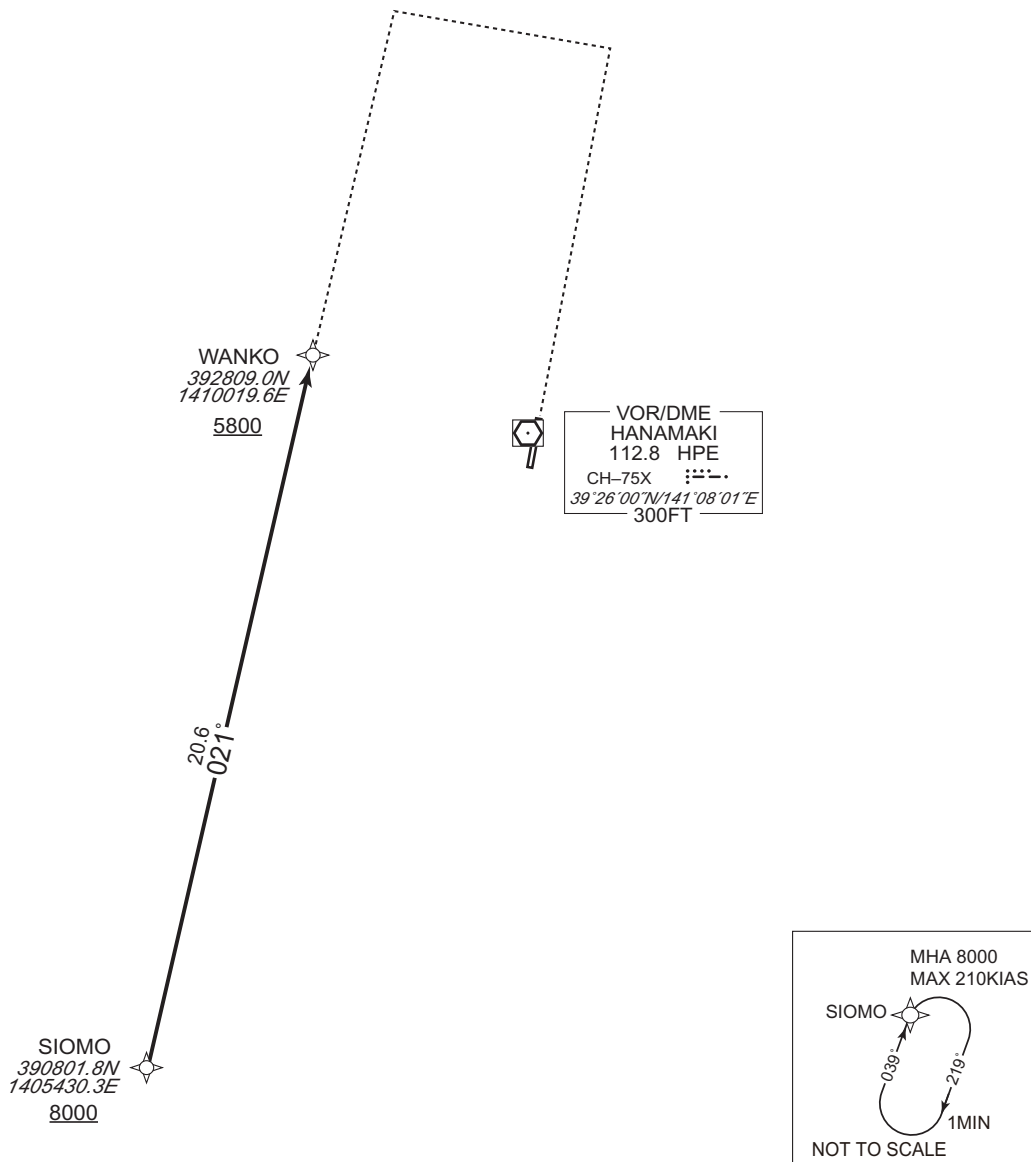 WANKO
392809.0N
1410019.6E
5800
VOR/DME
HANAMAKI
112.8 HPE
CH–75X
39°26′00″N/141°08′01″E
300FT
20.6
021°
SIOMO
390801.8N
1405430.3E
8000
MHA 8000
MAX 210KIAS
SIOMO
039°
219°
1MIN
NOT TO SCALE